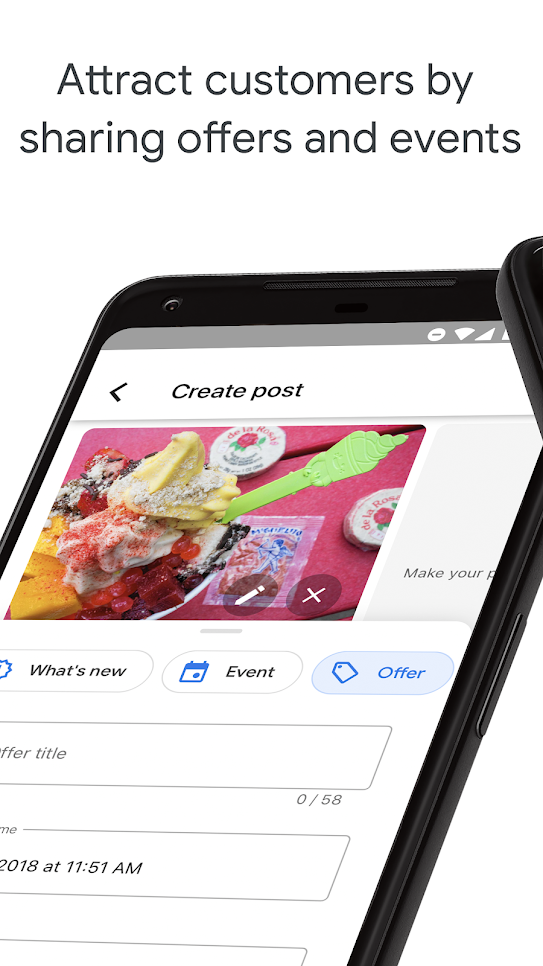 Attract customers by
sharing offers and events
Create post
de la Rosa
de la Rosa
Make your p
What's new
Event
Offer
ffer title
0 / 58
me
2018 at 11:51 AM